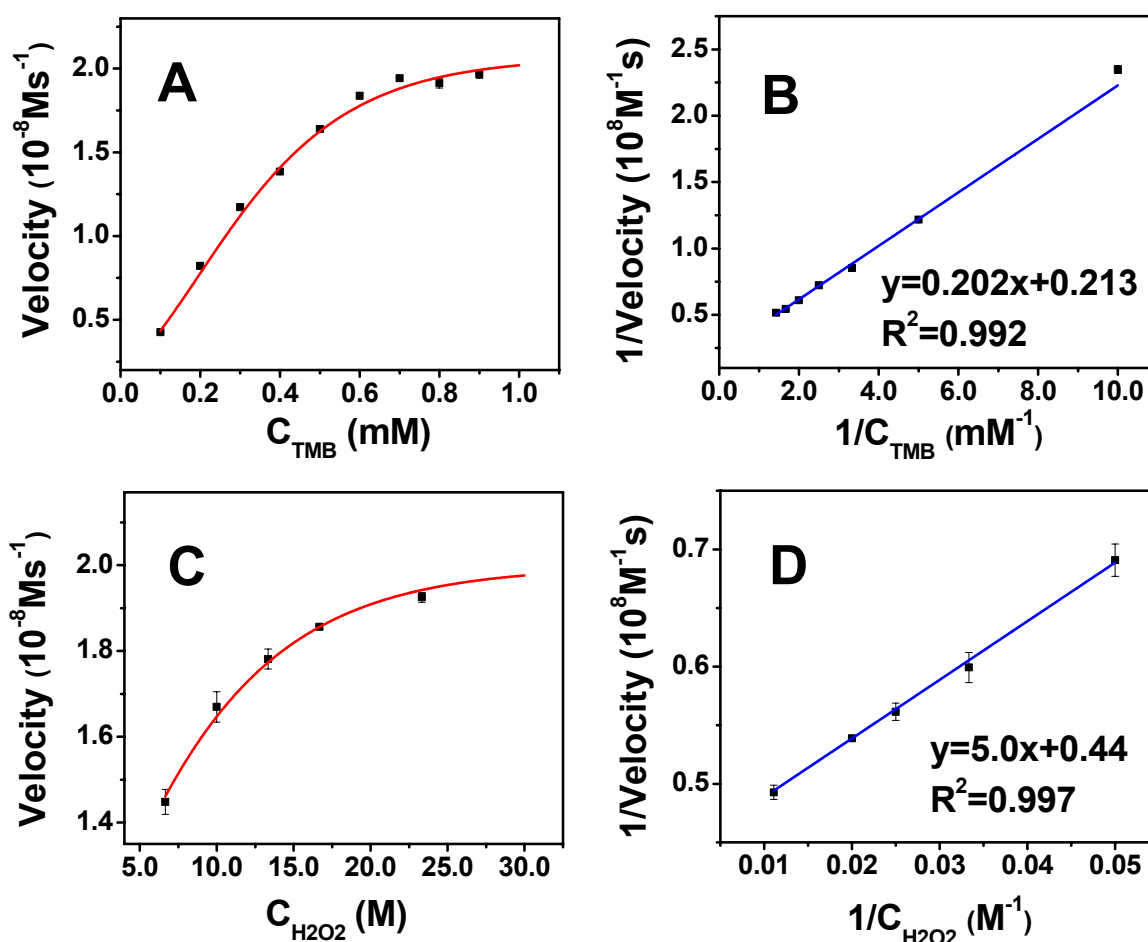 A
Velocity (10⁻⁸Ms⁻¹)
2.0
1.5
1.0
0.5
0.0 0.2 0.4 0.6 0.8 1.0
C_TMB (mM)
B
1/Velocity (10⁸M⁻¹s)
2.5
2.0
1.5
1.0
0.5
y=0.202x+0.213
R²=0.992
0.0 2.0 4.0 6.0 8.0 10.0
1/C_TMB (mM⁻¹)
C
Velocity (10⁻⁸Ms⁻¹)
2.0
1.8
1.6
1.4
5.0 10.0 15.0 20.0 25.0 30.0
C_H2O2 (M)
D
1/Velocity (10⁸M⁻¹s)
0.7
0.6
0.5
y=5.0x+0.44
R²=0.997
0.01 0.02 0.03 0.04 0.05
1/C_H2O2 (M⁻¹)